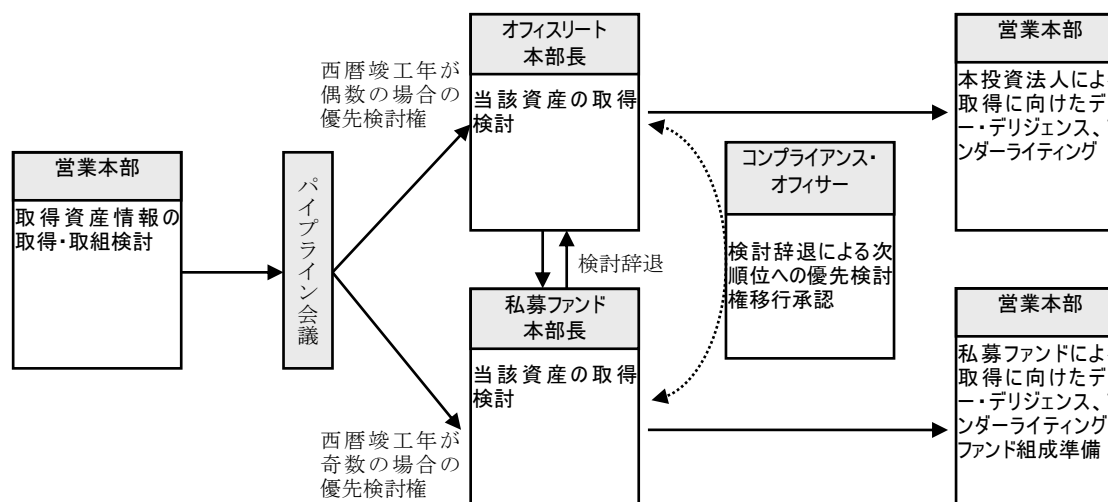 営業本部
取得資産情報の
取得・取組検討
パイプライン会議
西暦竣工年が
偶数の場合の
優先検討権
西暦竣工年が
奇数の場合の
優先検討権
オフィスリート
本部長
当該資産の取得
検討
検討辞退
私募ファンド
本部長
当該資産の取得
検討
コンプライアンス・
オフィサー
検討辞退による次
順位への優先検討
権移行承認
営業本部
本投資法人によ
取得に向けたデ
ー・デリジェンス、
ンダーライティング
営業本部
私募ファンドによ
取得に向けたデ
ー・デリジェンス、
ンダーライティング
ファンド組成準備